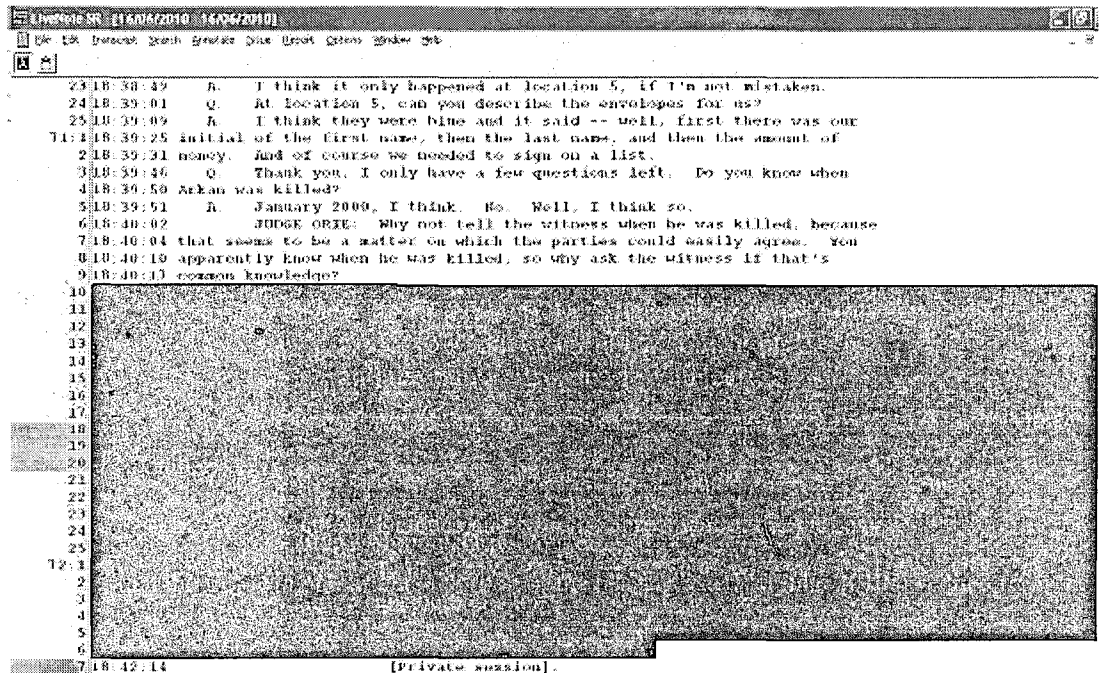 LiveNote SR - [16/06/2010 - 16/06/2010]
File Edit Transcript Search Annotate View Report Options Window Help
23 18:38:49 A. I think it only happened at location 5, if I'm not mistaken.
24 18:39:01 Q. At location 5, can you describe the envelopes for us?
25 18:39:09 A. I think they were blue and it said -- well, first there was our
71:1 18:39:25 initial of the first name, then the last name, and then the amount of
2 18:39:31 money. And of course we needed to sign on a list.
3 18:39:46 Q. Thank you. I only have a few questions left. Do you know when
4 18:39:50 Arkan was killed?
5 18:39:51 A. January 2000, I think. No. Well, I think so.
6 18:40:02 JUDGE ORIE: Why not tell the witness when he was killed, because
7 18:40:04 that seems to be a matter on which the parties could easily agree. You
8 18:40:10 apparently know when he was killed, so why ask the witness if that's
9 18:40:13 common knowledge?
10
11
12
13
14
15
16
17
18
19
20
21
22
23
24
25
72:1
2
3
4
5
6
7 18:42:14 [Private session].